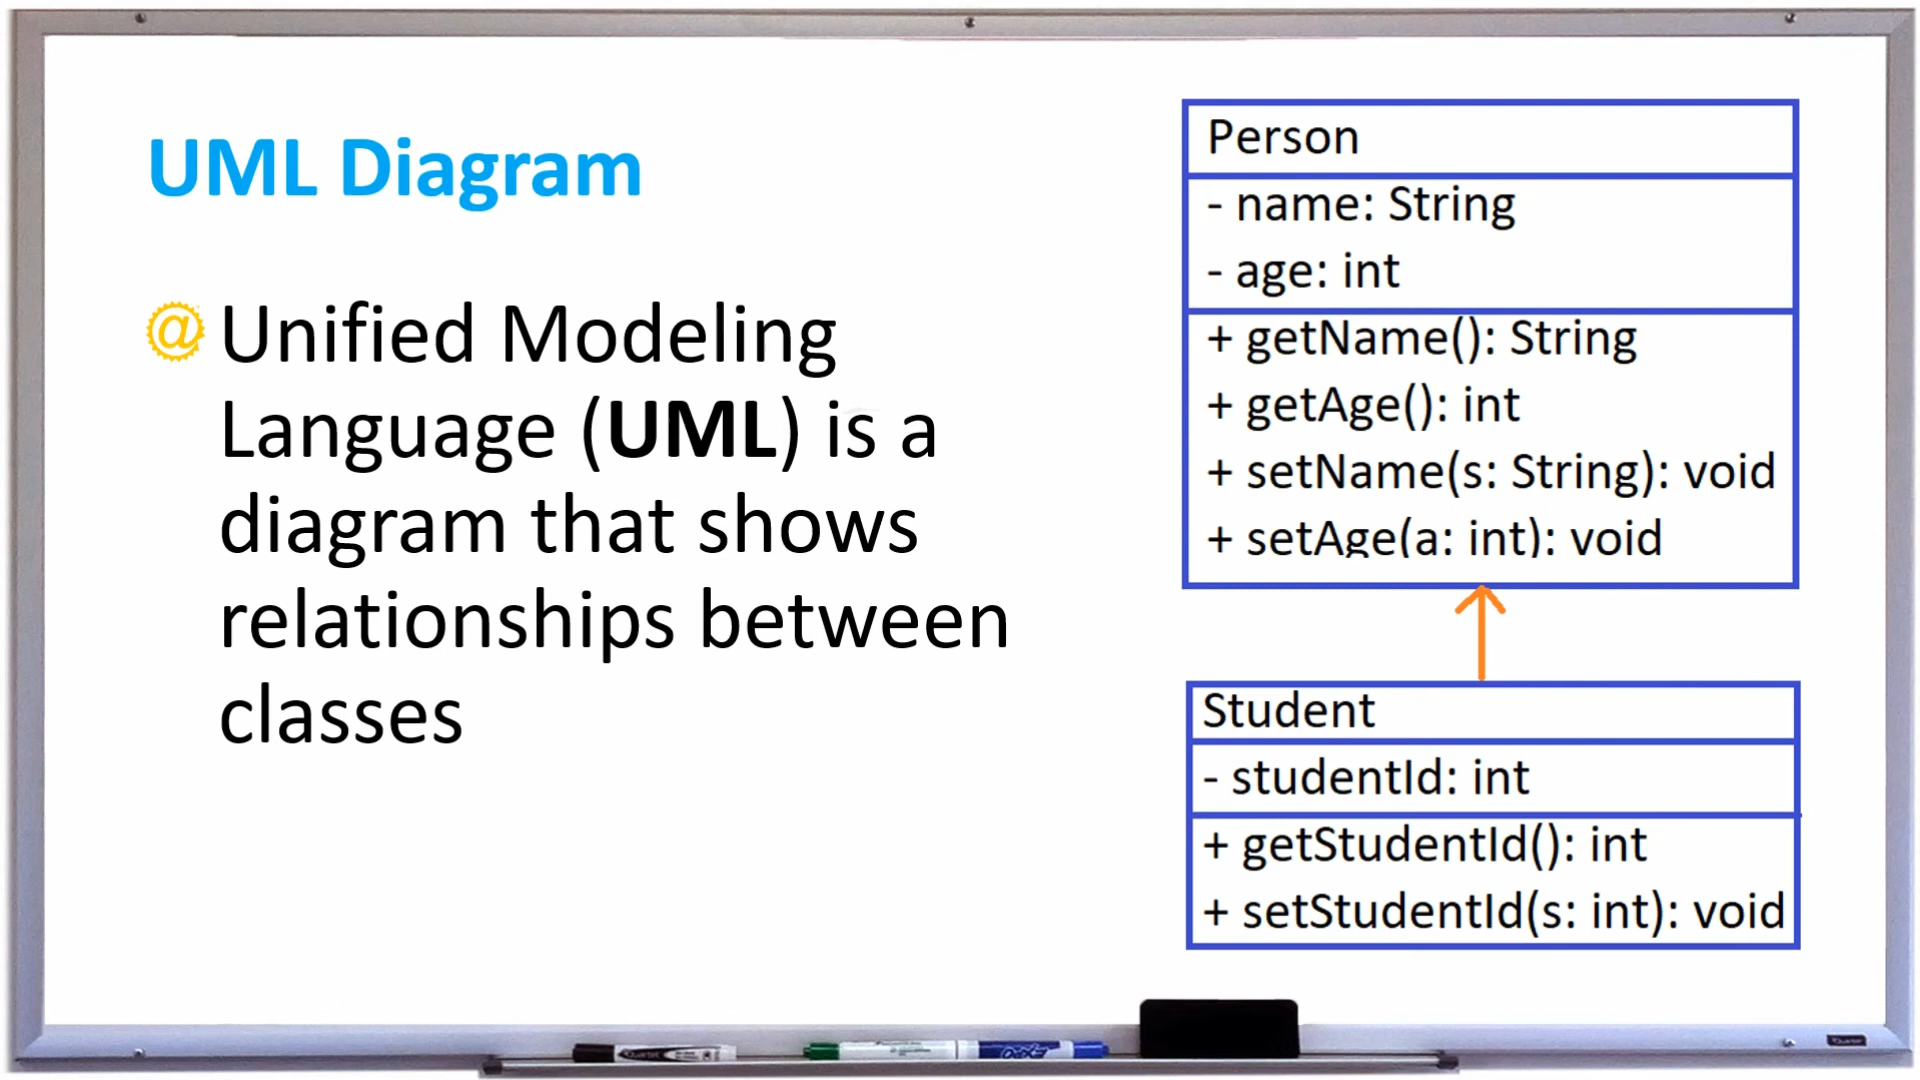 UML Diagram
@ Unified Modeling
Language (UML) is a
diagram that shows
relationships between
classes
Person
- name: String
- age: int
+ getName(): String
+ getAge(): int
+ setName(s: String): void
+ setAge(a: int): void
Student
- studentId: int
+ getStudentId(): int
+ setStudentId(s: int): void
Quartet